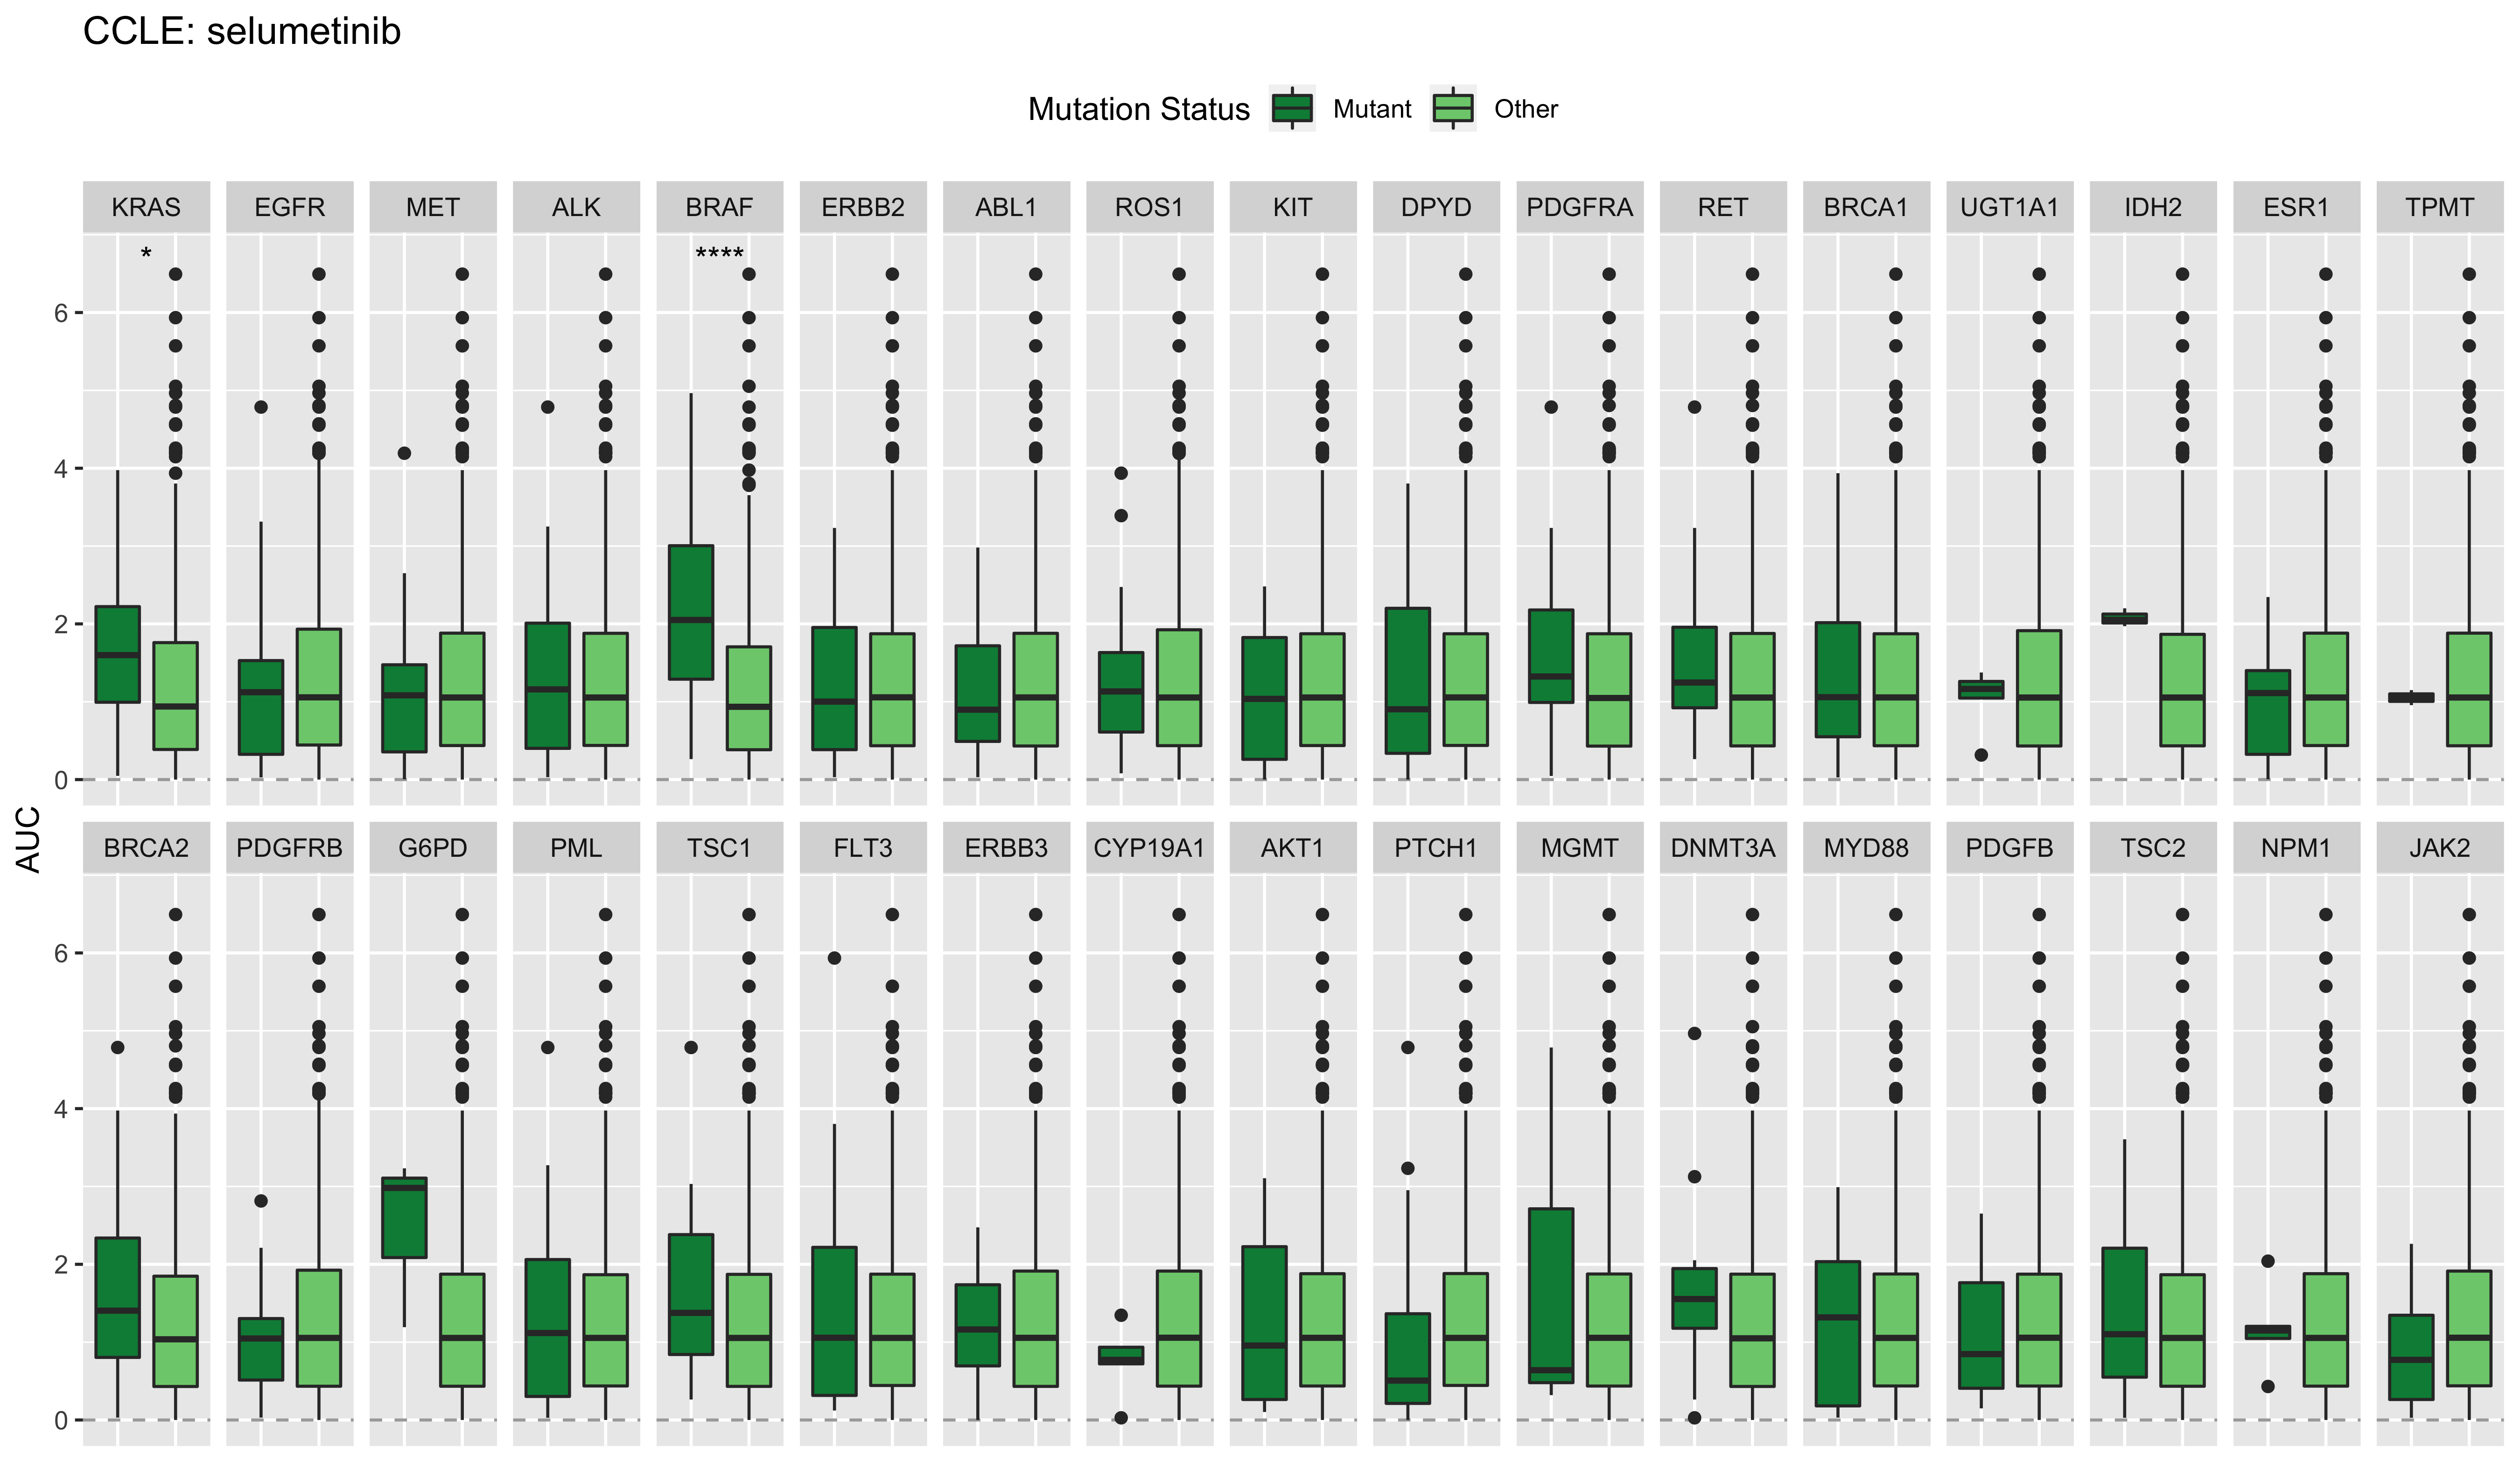 CCLE: selumetinib
Mutation Status Mutant Other
KRAS EGFR MET ALK BRAF ERBB2 ABL1 ROS1 KIT DPYD PDGFRA RET BRCA1 UGT1A1 IDH2 ESR1 TPMT
* ****
6
4
2
0
AUC
BRCA2 PDGFRB G6PD PML TSC1 FLT3 ERBB3 CYP19A1 AKT1 PTCH1 MGMT DNMT3A MYD88 PDGFB TSC2 NPM1 JAK2
6
4
2
0